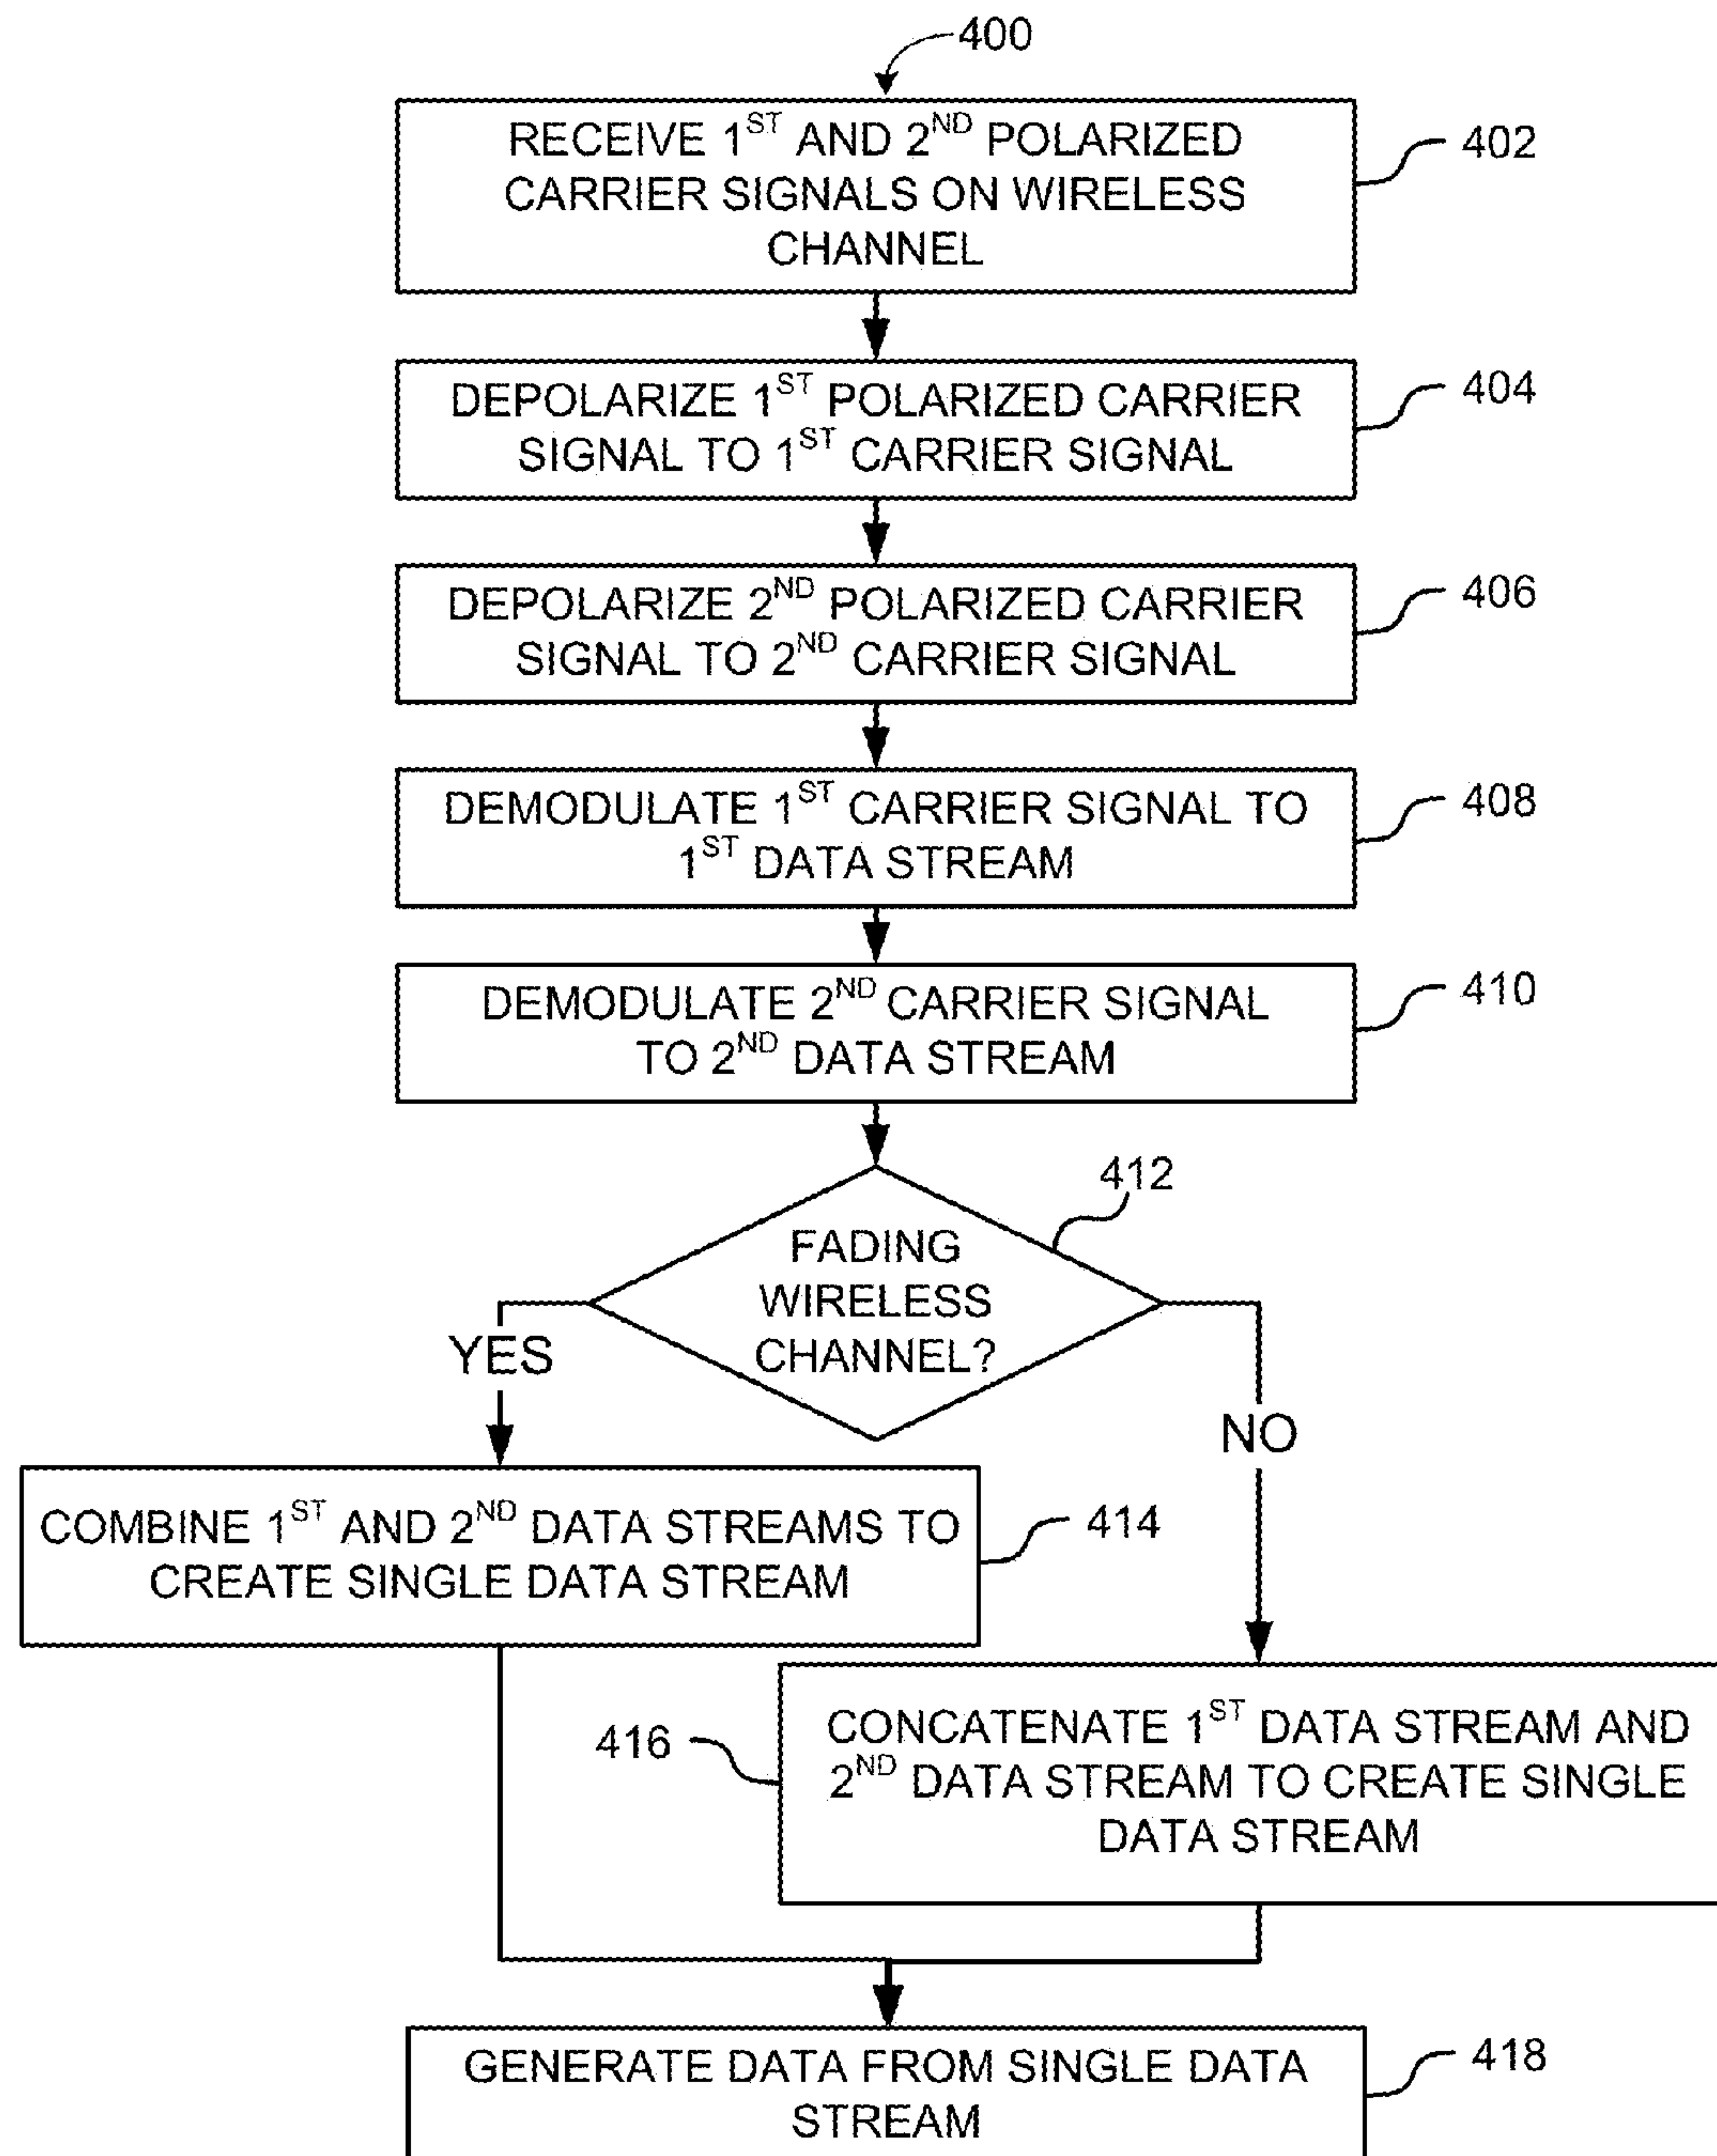 400
RECEIVE 1ST AND 2ND POLARIZED
CARRIER SIGNALS ON WIRELESS
CHANNEL
402
DEPOLARIZE 1ST POLARIZED CARRIER
SIGNAL TO 1ST CARRIER SIGNAL
404
DEPOLARIZE 2ND POLARIZED CARRIER
SIGNAL TO 2ND CARRIER SIGNAL
406
DEMODULATE 1ST CARRIER SIGNAL TO
1ST DATA STREAM
408
DEMODULATE 2ND CARRIER SIGNAL
TO 2ND DATA STREAM
410
412
FADING
WIRELESS
CHANNEL?
YES
NO
COMBINE 1ST AND 2ND DATA STREAMS TO
CREATE SINGLE DATA STREAM
414
416
CONCATENATE 1ST DATA STREAM AND
2ND DATA STREAM TO CREATE SINGLE
DATA STREAM
GENERATE DATA FROM SINGLE DATA
STREAM
418